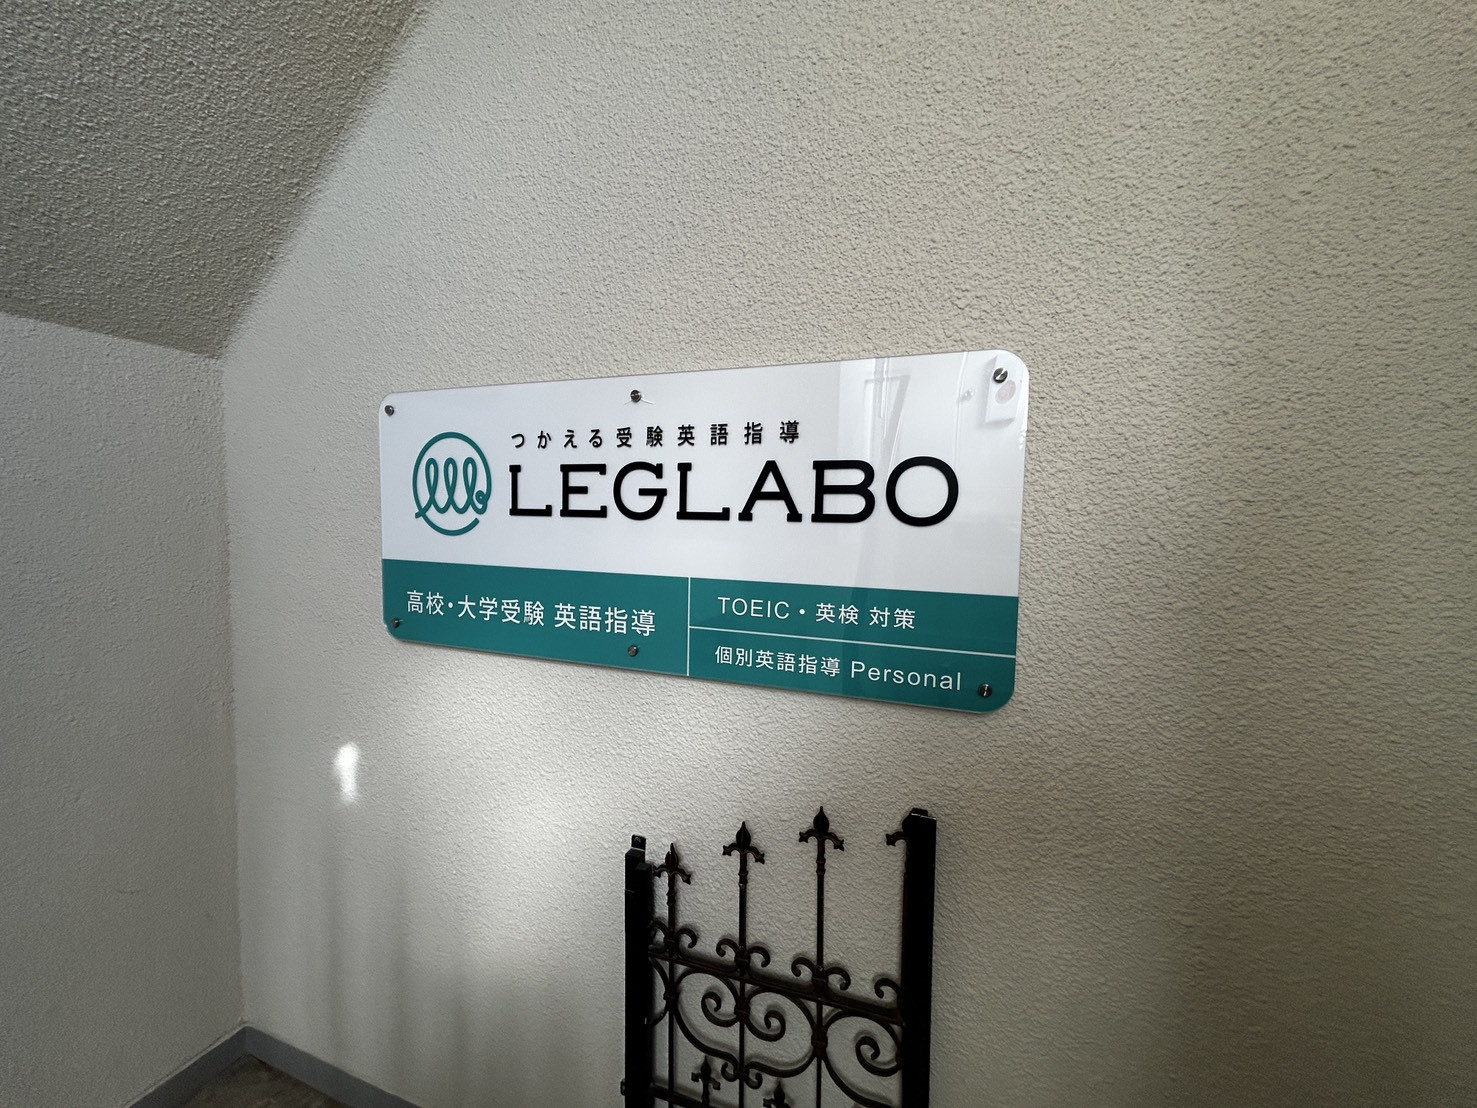 つかえる受験英語指導
LEGLABO
高校・大学受験 英語指導
TOEIC・英検 対策
個別英語指導 Personal